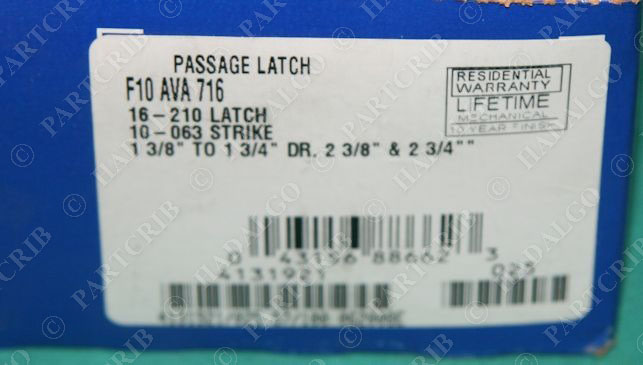 PASSAGE LATCH
F10 AVA 716
16-210 LATCH
10-063 STRIKE
1 3/8" TO 1 3/4" DR. 2 3/8" & 2 3/4""
RESIDENTIAL
WARRANTY
LIFETIME
MECHANICAL
10 YEAR FINISH
0 43156 88662 3
4131921
023
© PARTCRIB
© HADALGO